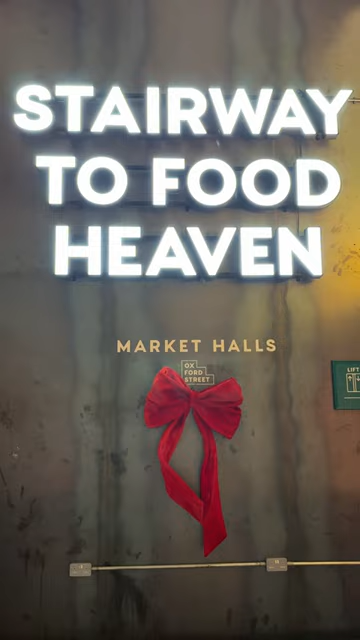 STAIRWAY
TO FOOD
HEAVEN
MARKET HALLS
OX
FORD
STREET
LIFT